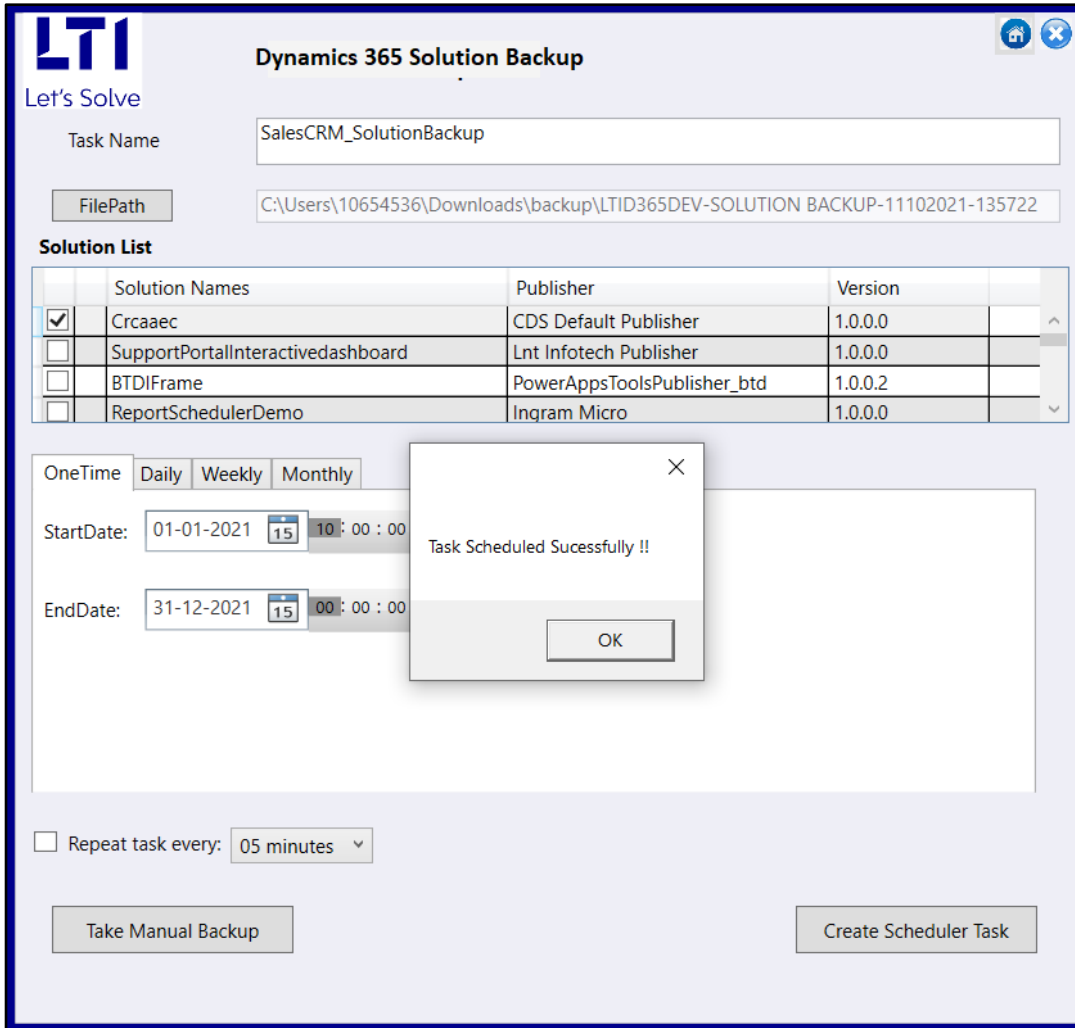 LTI
Let's Solve
Dynamics 365 Solution Backup
Task Name
SalesCRM_SolutionBackup
FilePath
C:\Users\10654536\Downloads\backup\LTID365DEV-SOLUTION BACKUP-11102021-135722
Solution List
Solution Names Publisher Version
Crcaaec CDS Default Publisher 1.0.0.0
SupportPortalInteractivedashboard Lnt Infotech Publisher 1.0.0.0
BTDIFrame PowerAppsToolsPublisher_btd 1.0.0.2
ReportSchedulerDemo Ingram Micro 1.0.0.0
OneTime Daily Weekly Monthly
StartDate: 01-01-2021 15 10 : 00 : 00
Task Scheduled Sucessfully !!
EndDate: 31-12-2021 15 00 : 00 : 00
OK
Repeat task every: 05 minutes
Take Manual Backup Create Scheduler Task